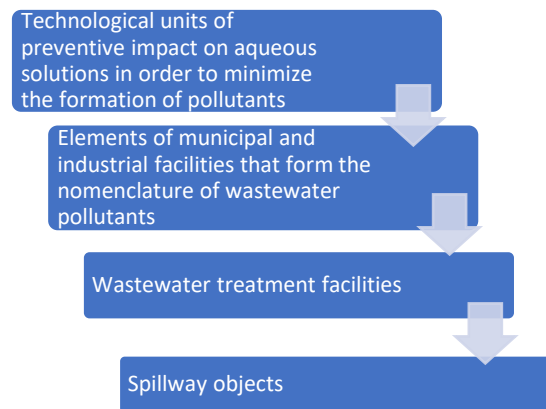 Technological units of
preventive impact on aqueous
solutions in order to minimize
the formation of pollutants
Elements of municipal and
industrial facilities that form the
nomenclature of wastewater
pollutants
Wastewater treatment facilities
Spillway objects